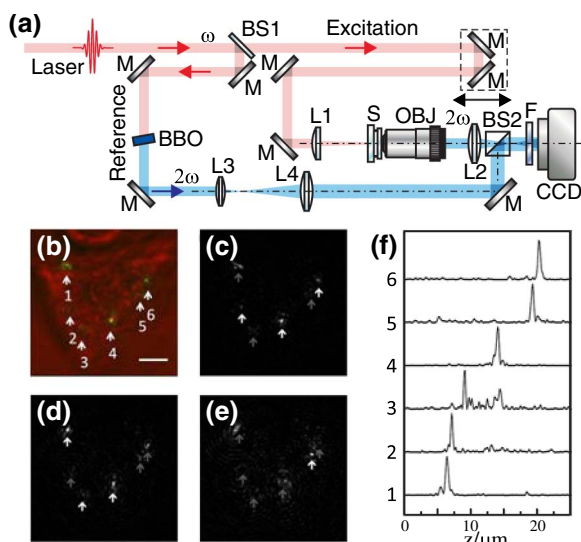 (a)
ω
BS1
Excitation
Laser
M
M
M
M
M
Reference
BBO
L1
S
OBJ
2ω
BS2
F
M
L2
2ω
L3
L4
CCD
M
M
(b)
1
2
3
4
5
6
(c)
(d)
(e)
(f)
6
5
4
3
2
1
0
10
20
z/μm